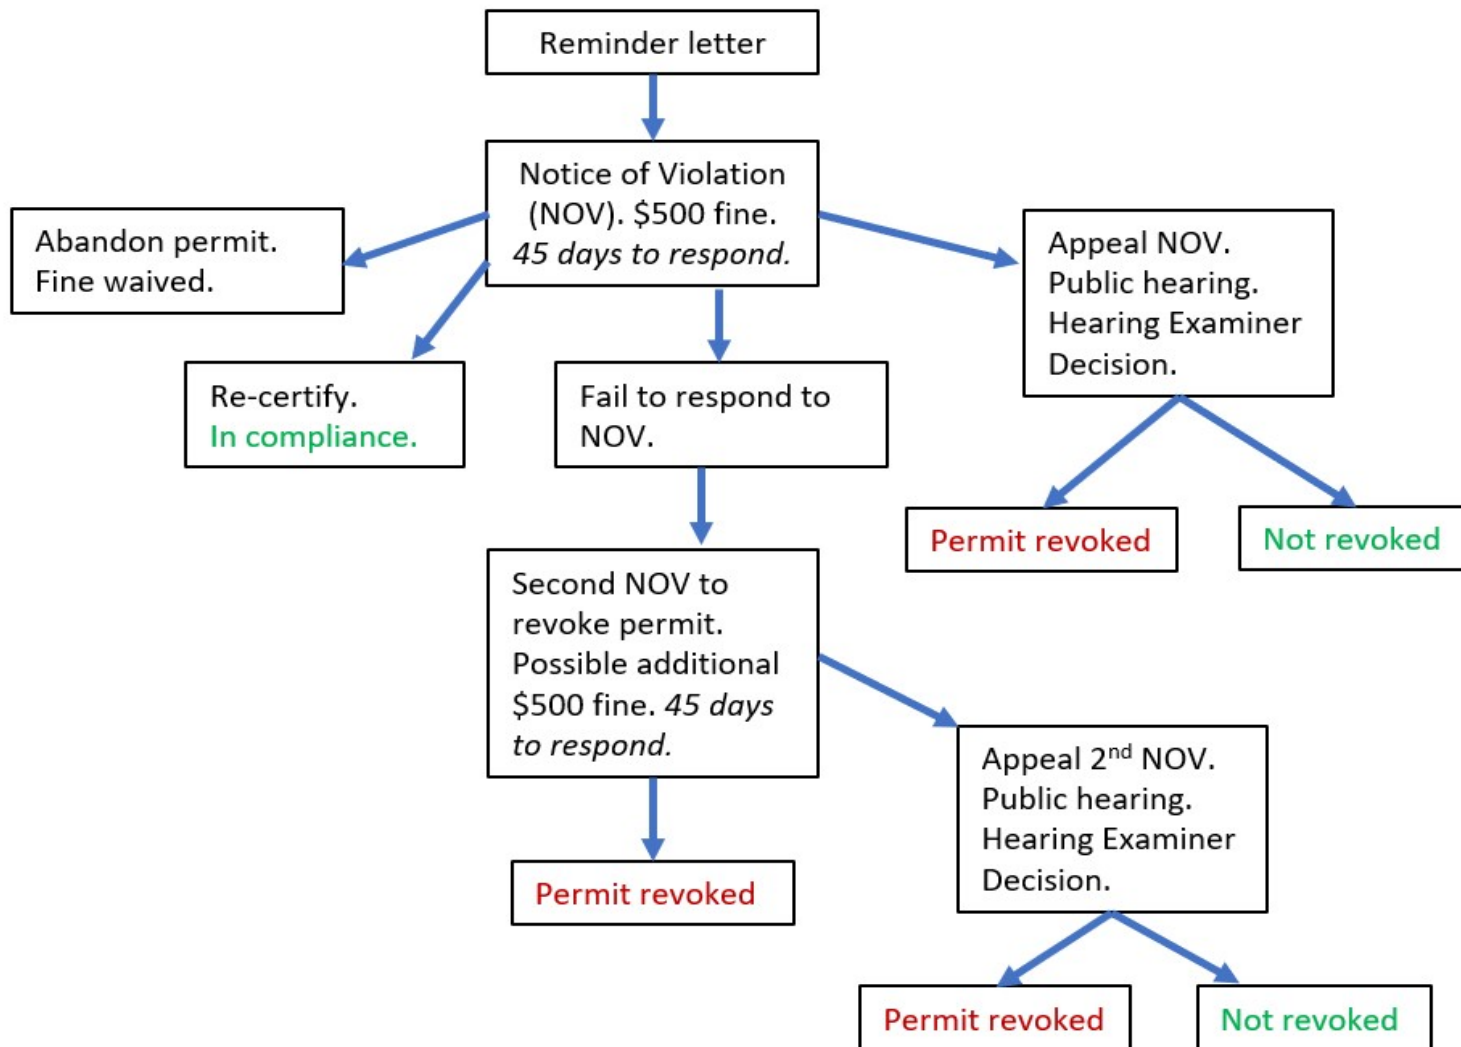 Reminder letter
Notice of Violation
(NOV). $500 fine.
45 days to respond.
Abandon permit.
Fine waived.
Appeal NOV.
Public hearing.
Hearing Examiner
Decision.
Re-certify.
In compliance.
Fail to respond to
NOV.
Permit revoked
Not revoked
Second NOV to
revoke permit.
Possible additional
$500 fine. 45 days
to respond.
Appeal 2nd NOV.
Public hearing.
Hearing Examiner
Decision.
Permit revoked
Permit revoked
Not revoked